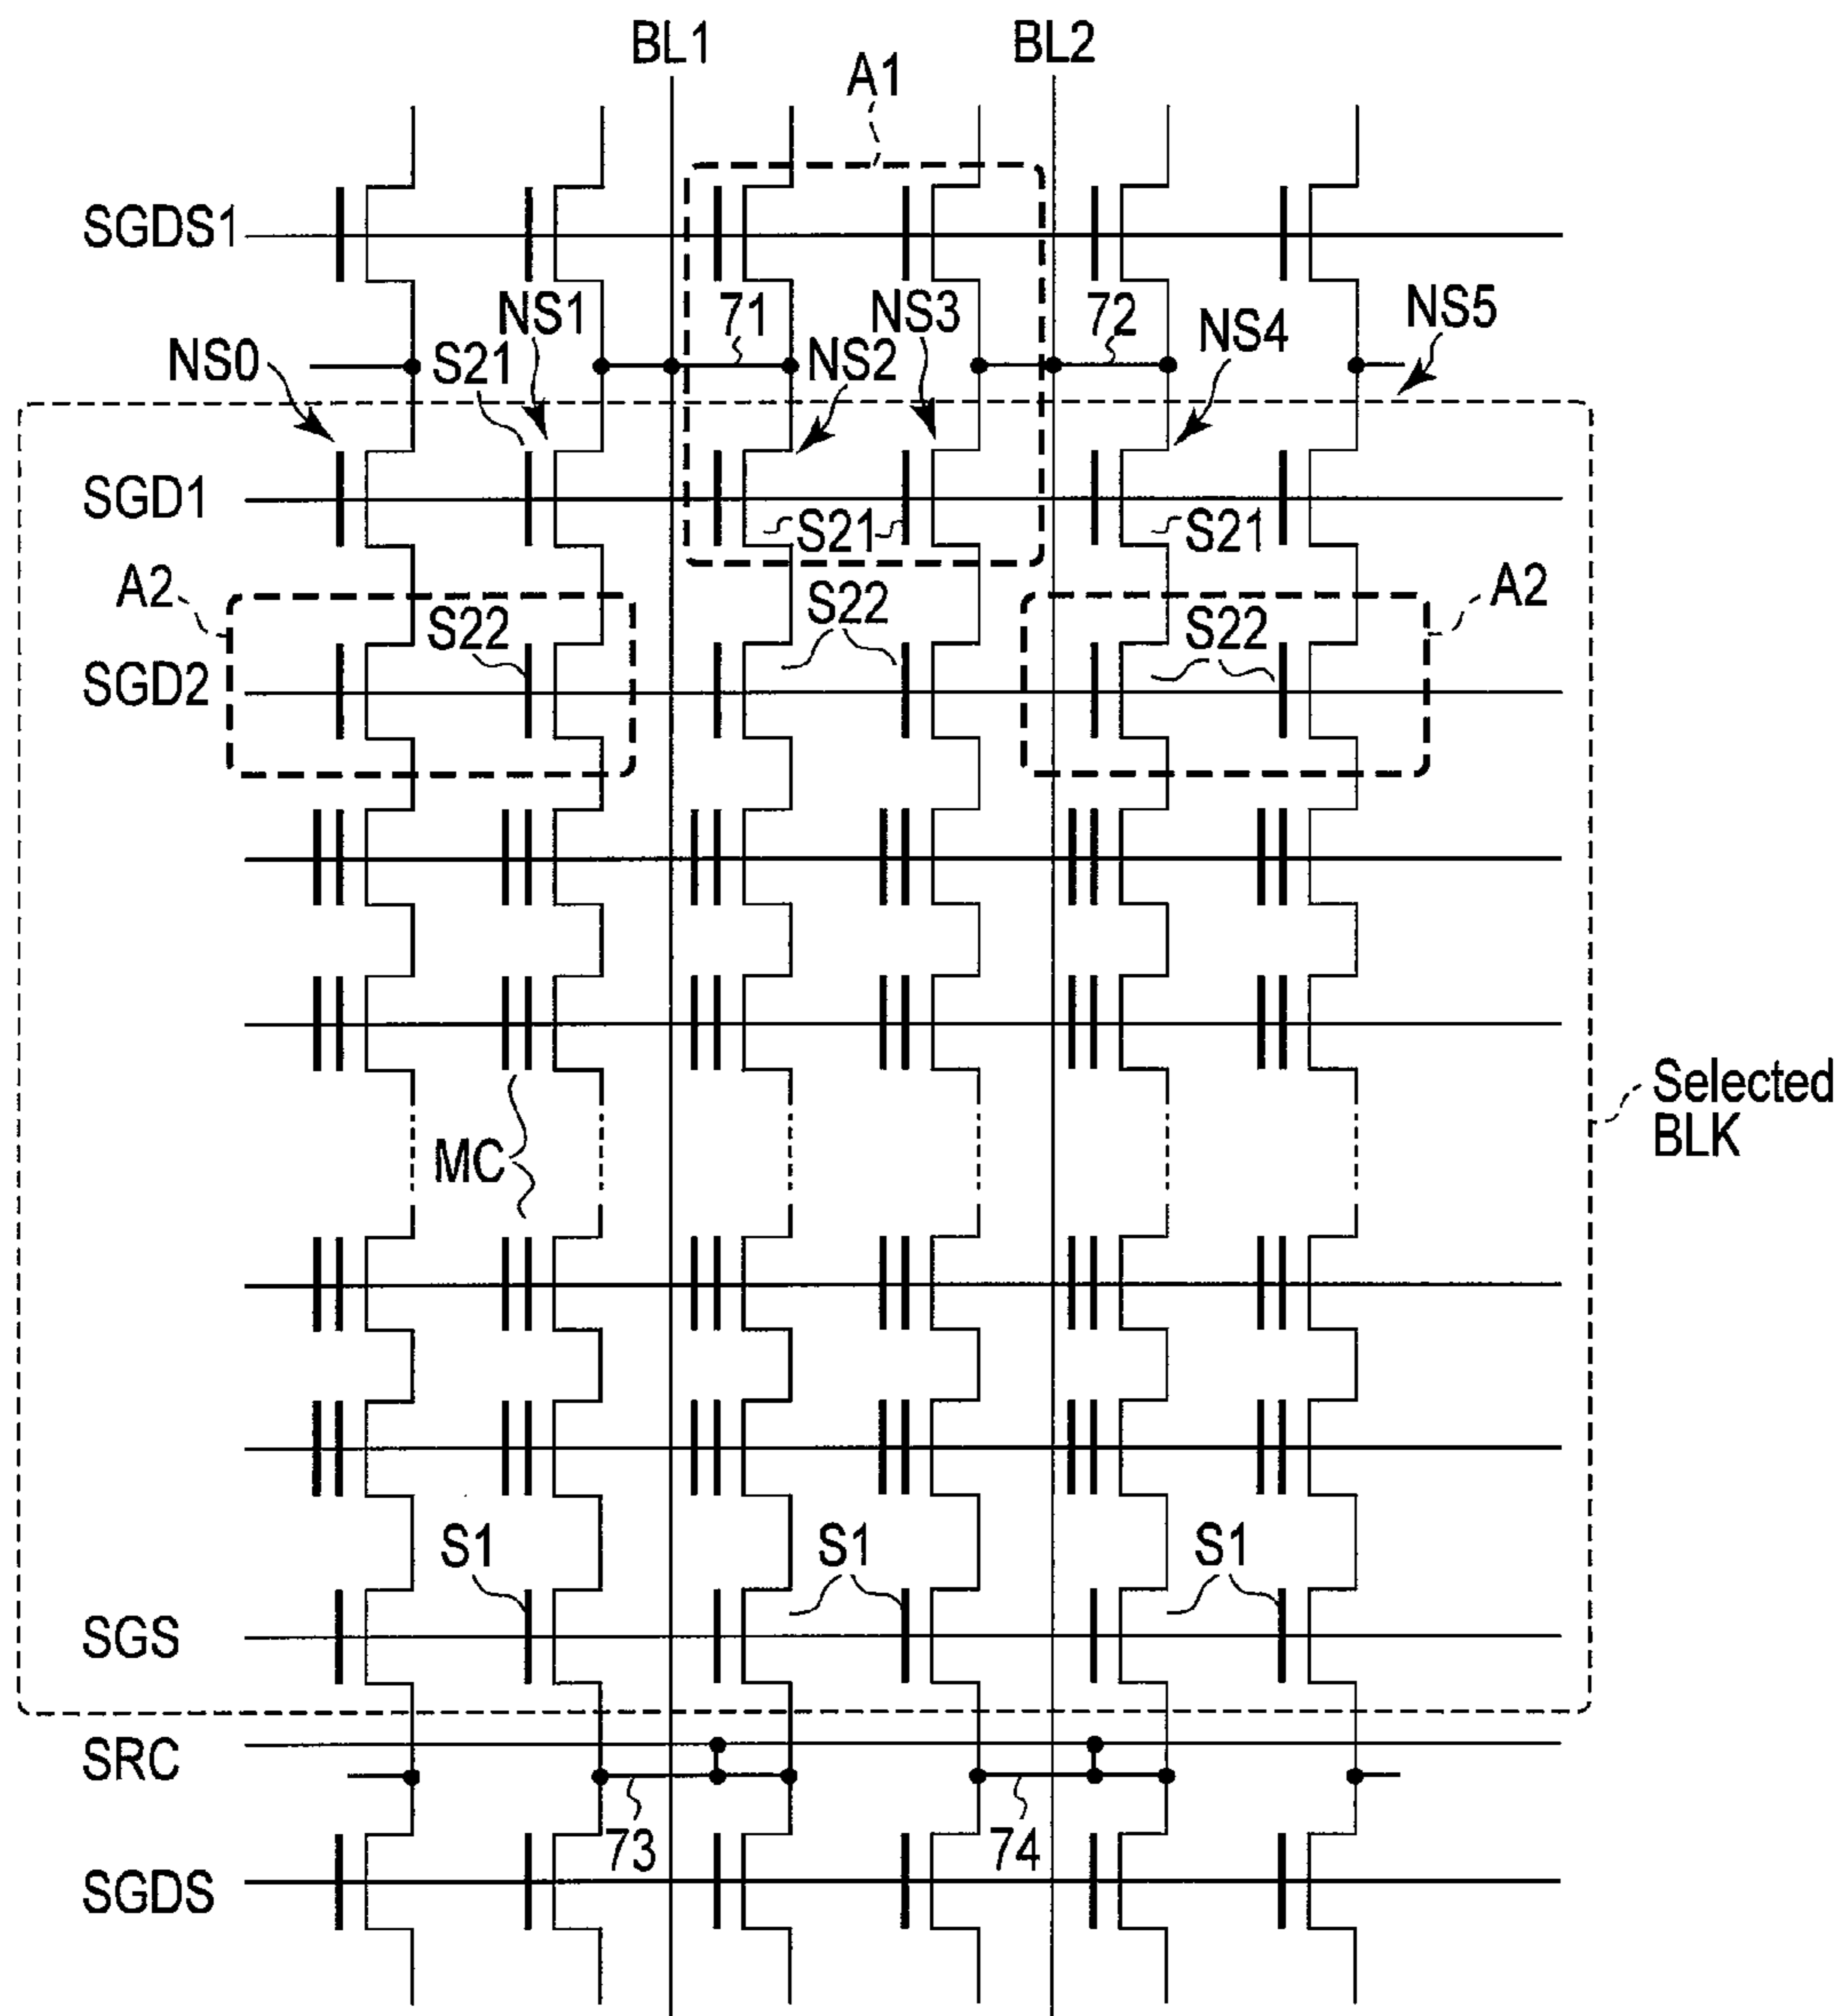 BL1
BL2
A1
SGDS1
NS1
71
NS3
72
NS5
NS0
S21
NS2
NS4
SGD1
S21
S21
A2
S22
S22
S22
A2
SGD2
MC
Selected
BLK
S1
S1
S1
SGS
SRC
73
74
SGDS